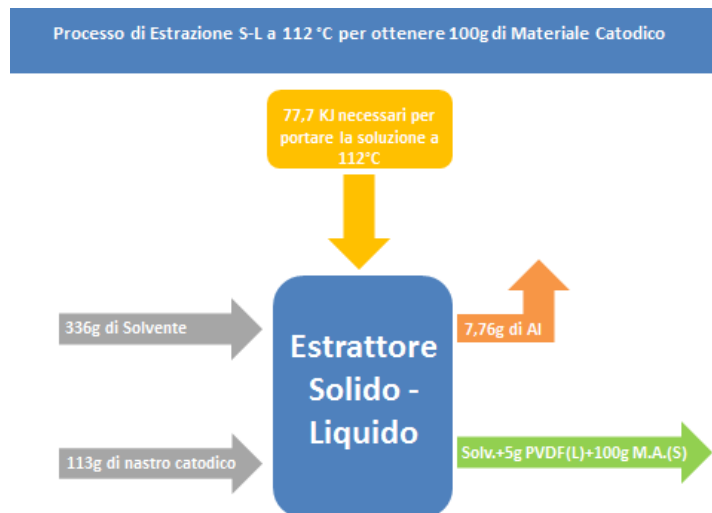 Processo di Estrazione S-L a 112 °C per ottenere 100g di Materiale Catodico
77,7 KJ necessari per
portare la soluzione a
112°C
336g di Solvente
7,76g di Al
Estrattore
Solido -
Liquido
113g di nastro catodico
Solv.+5g PVDF(L)+100g M.A.(S)